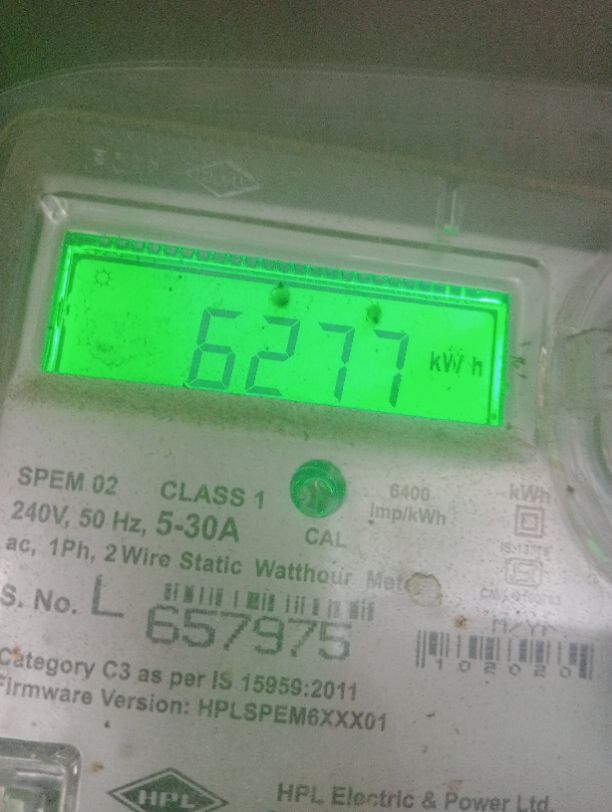 6277 kWh
SPEM 02 CLASS 1
6400 imp/kWh
kWh
240V, 50 Hz, 5-30A
CAL
ac, 1Ph, 2 Wire Static Watthour Meter
S. No. L 657975
M/YR.
102020
Category C3 as per IS 15959:2011
Firmware Version: HPLSPEM6XXX01
HPL
HPL Electric & Power Ltd.